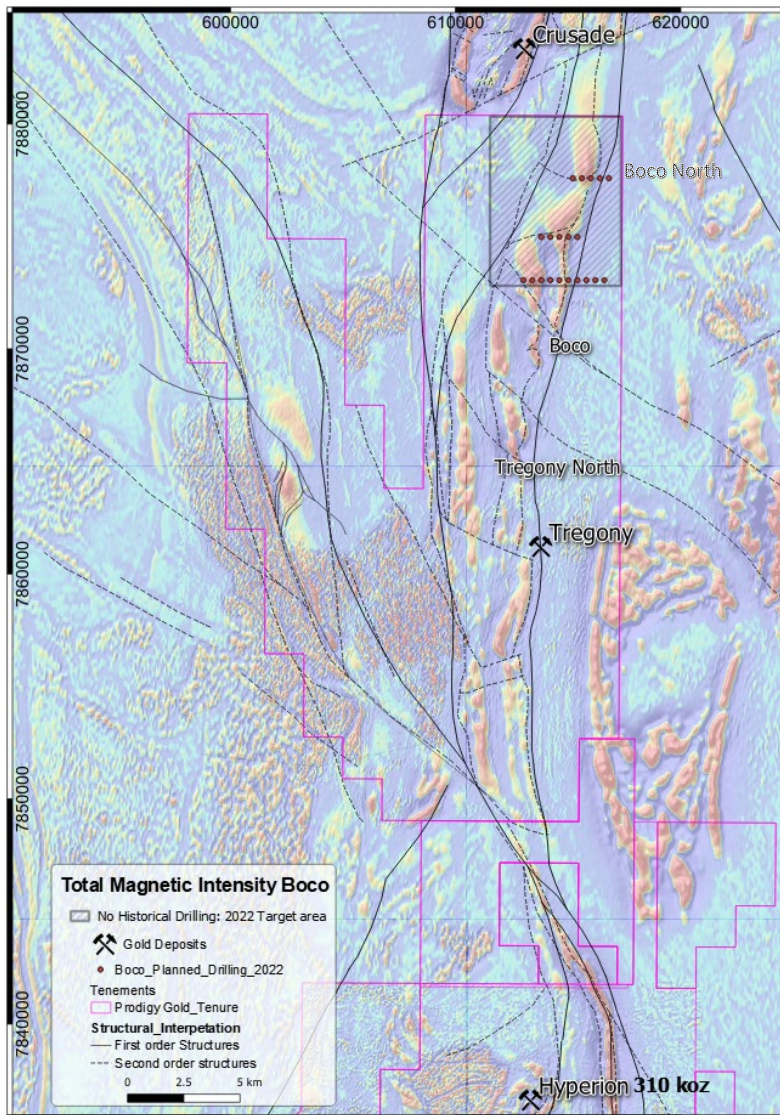 600000
610000
620000
Crusade
7880000
Boco North
7870000
Boco
Tregony North
Tregony
7860000
7850000
Total Magnetic Intensity Boco
No Historical Drilling: 2022 Target area
Gold Deposits
Boco_Planned_Drilling_2022
Tenements
Prodigy Gold_Tenure
Structural_Interpetation
First order Structures
Second order structures
0 2.5 5 km
7840000
Hyperion 310 koz